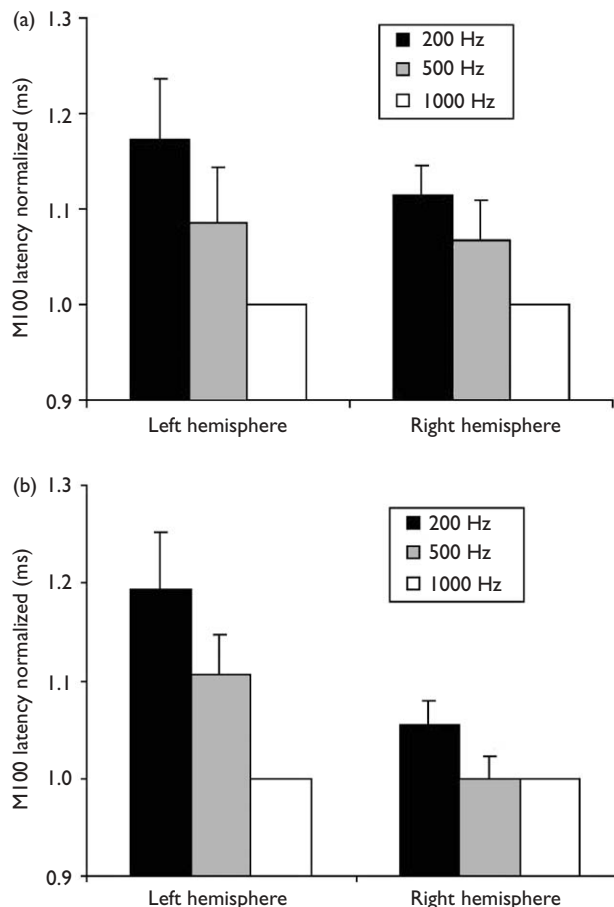 (a)
1.3
1.2
1.1
1.0
0.9
M100 latency normalized (ms)
200 Hz
500 Hz
1000 Hz
Left hemisphere
Right hemisphere
(b)
1.3
1.2
1.1
1.0
0.9
M100 latency normalized (ms)
200 Hz
500 Hz
1000 Hz
Left hemisphere
Right hemisphere